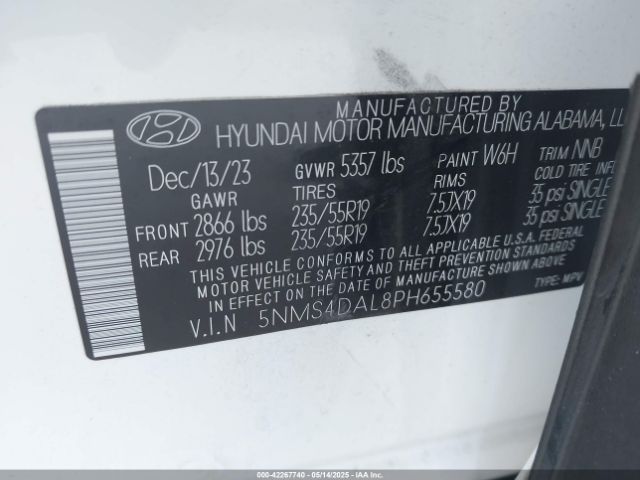 MANUFACTURED BY
HYUNDAI MOTOR MANUFACTURING ALABAMA, LL
Dec/13/23 GVWR 5357 lbs PAINT W6H TRIM NNB
GAWR TIRES RIMS COLD TIRE INFL
FRONT 2866 lbs 235/55R19 7.5JX19 35 psi SINGLE
REAR 2976 lbs 235/55R19 7.5JX19 35 psi SINGLE
THIS VEHICLE CONFORMS TO ALL APPLICABLE U.S.A. FEDERAL
MOTOR VEHICLE SAFETY AND THEFT PREVENTION STANDARDS
IN EFFECT ON THE DATE OF MANUFACTURE SHOWN ABOVE
V.I.N 5NMS4DAL8PH655580 TYPE: MPV
000-42267740 - 05/14/2025 - IAA, LLC